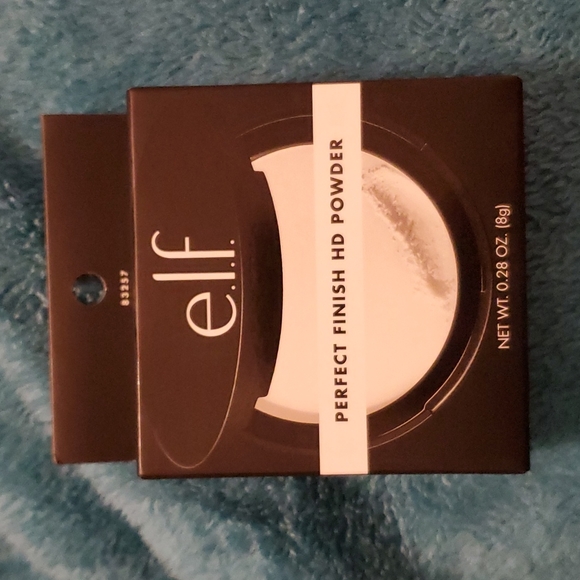 83257
e.l.f.
PERFECT FINISH HD POWDER
NET WT. 0.28 OZ. (8g)